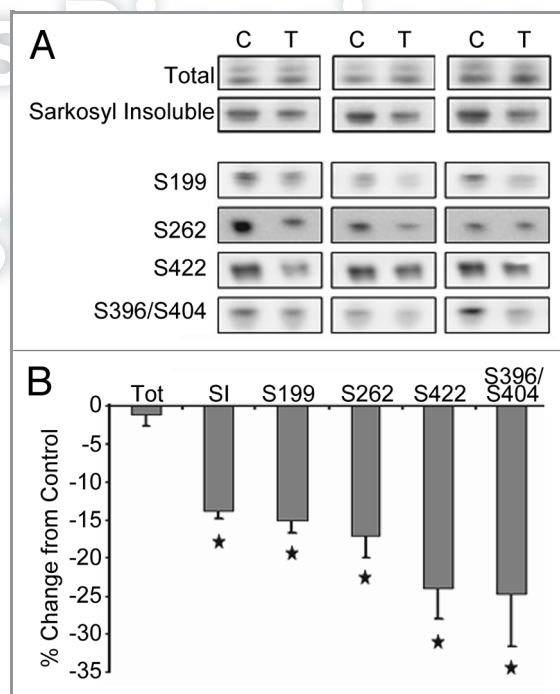 A
C T C T C T
Total
Sarkosyl Insoluble
S199
S262
S422
S396/S404
B
Tot SI S199 S262 S422 S396/
S404
0
-5
-10
-15
-20
-25
-30
-35
% Change from Control